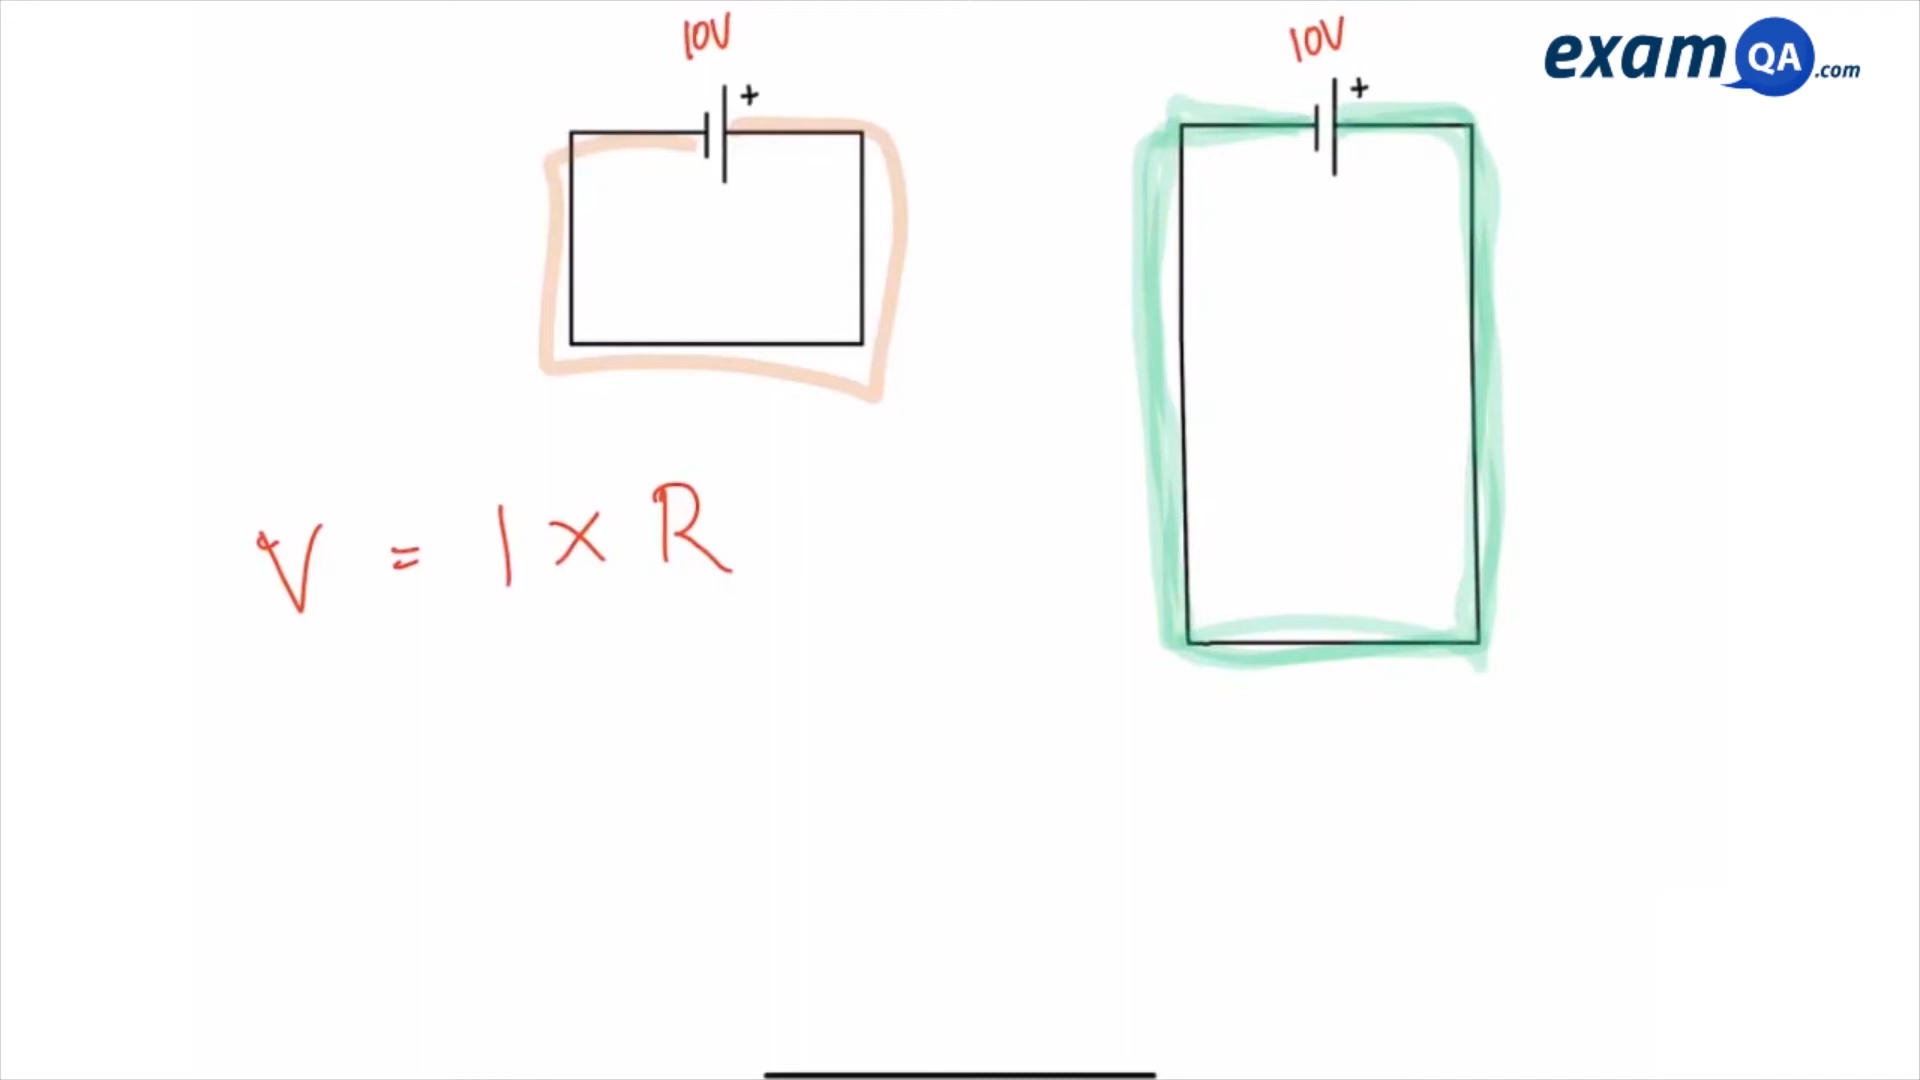 10V
+
10V
+
examQA.com
V = I × R